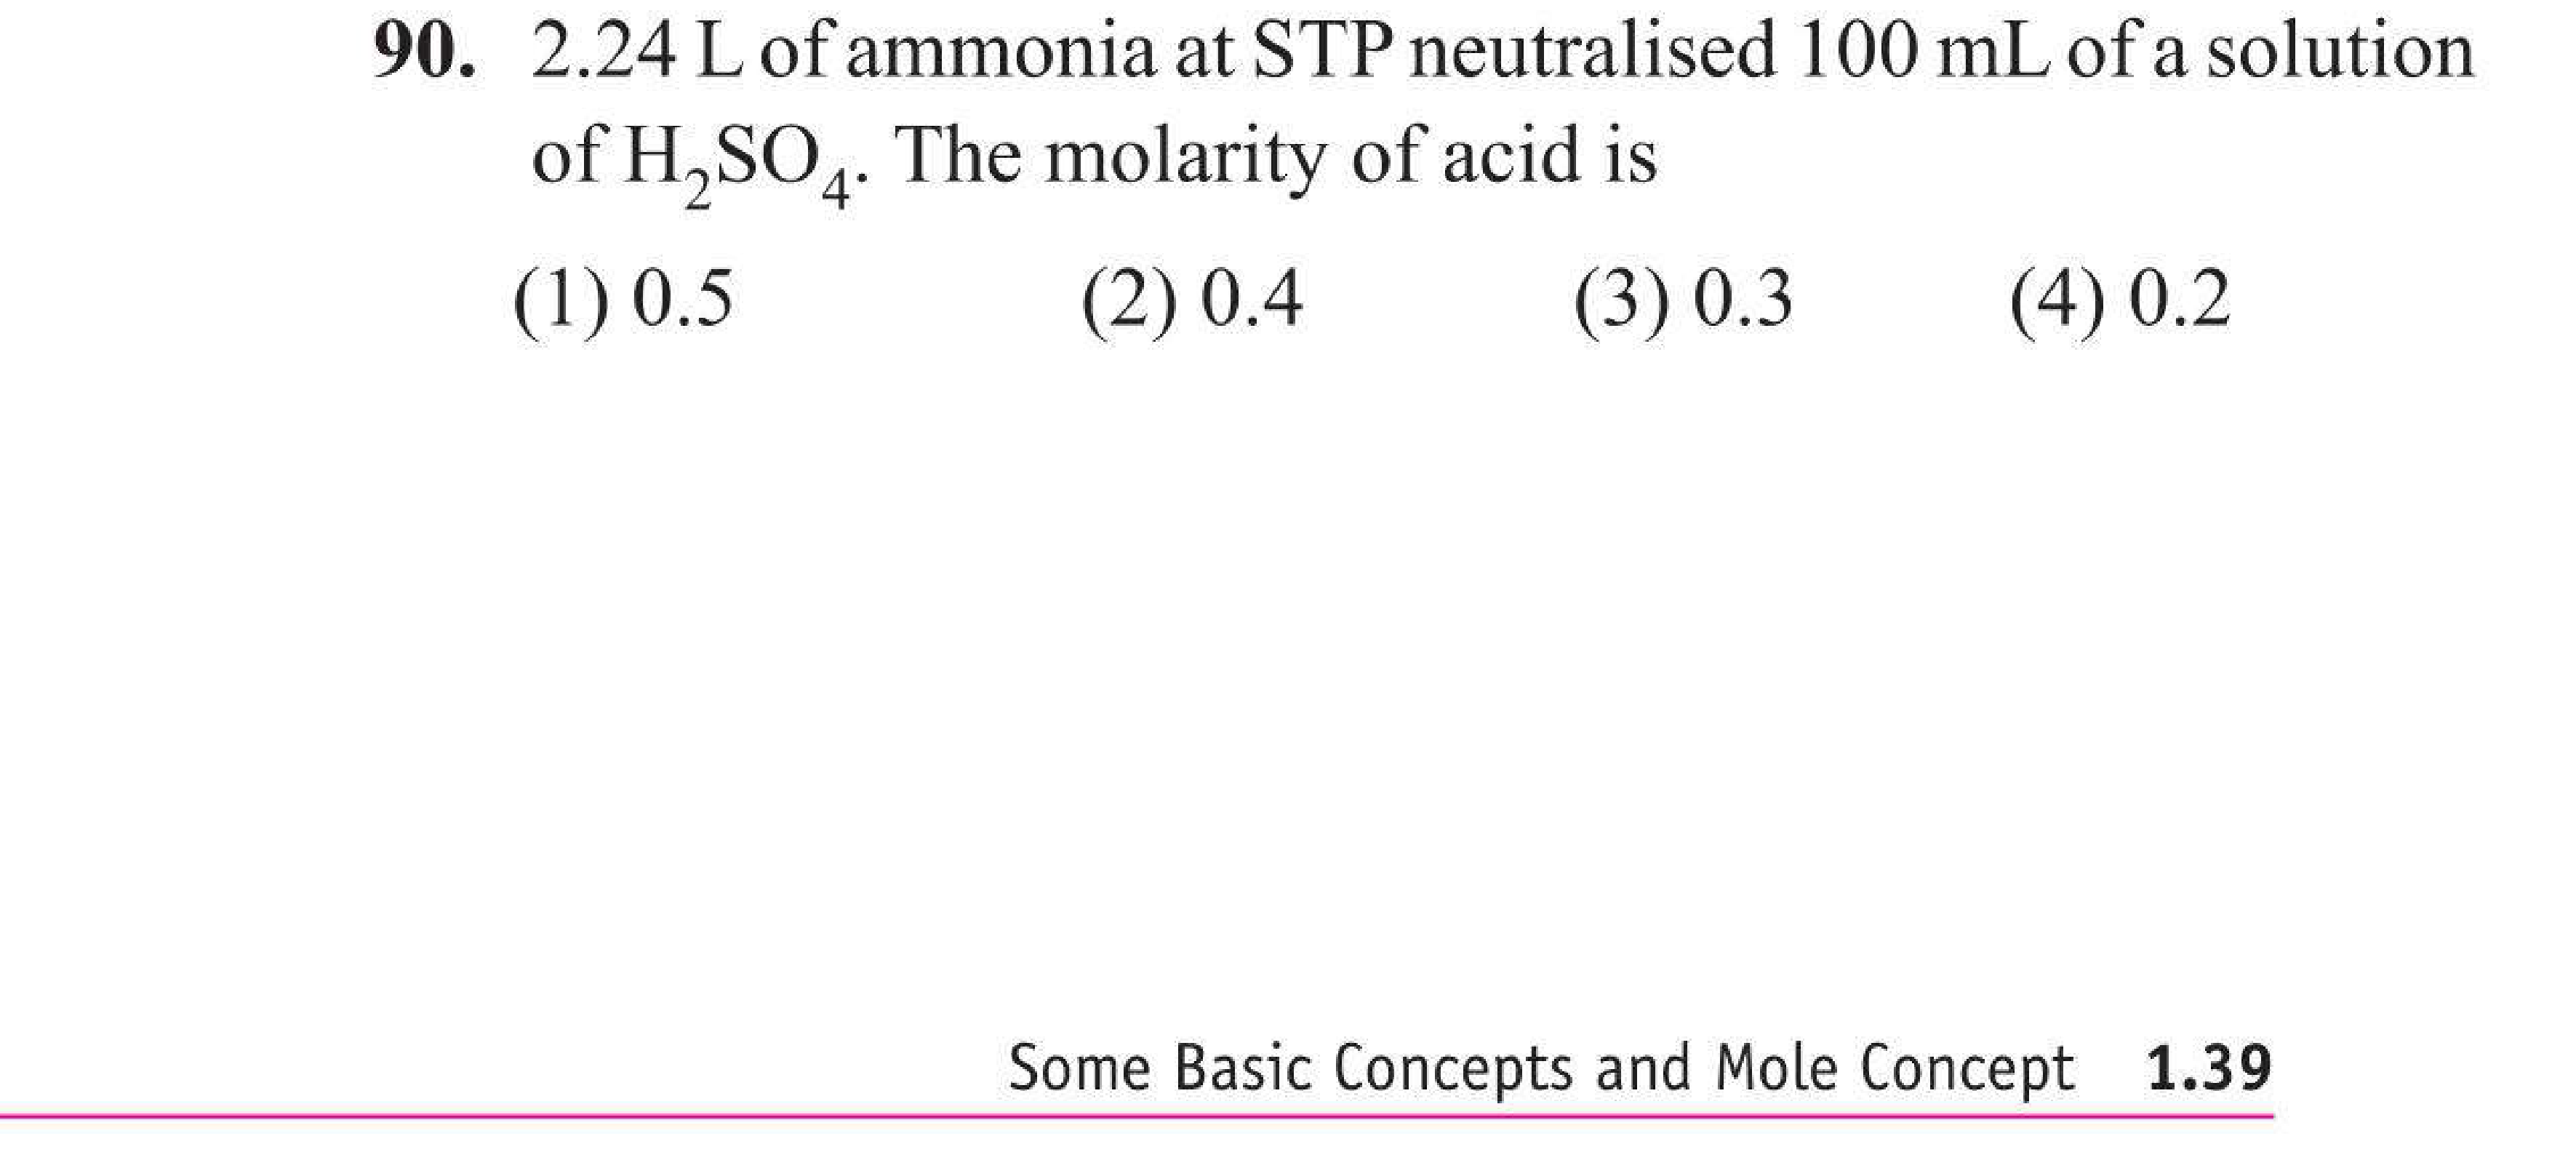 90. 2.24 L of ammonia at STP neutralised 100 mL of a solution
of H₂SO₄. The molarity of acid is
(1) 0.5 (2) 0.4 (3) 0.3 (4) 0.2
Some Basic Concepts and Mole Concept 1.39